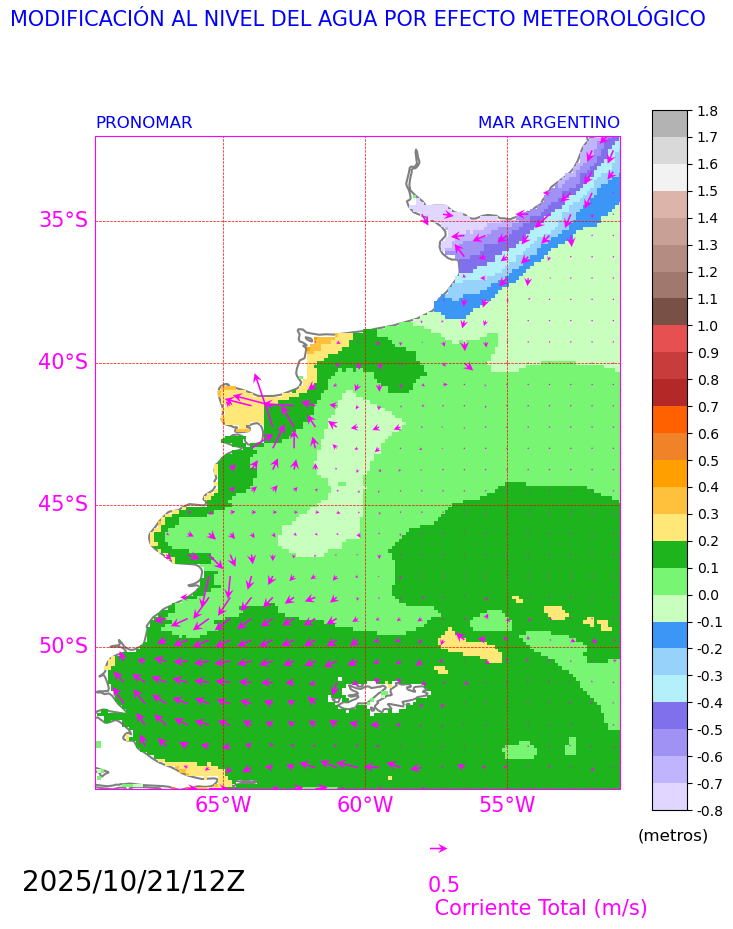 MODIFICACIÓN AL NIVEL DEL AGUA POR EFECTO METEOROLÓGICO
PRONOMAR
MAR ARGENTINO
1.8
1.7
1.6
1.5
1.4
1.3
1.2
1.1
1.0
0.9
0.8
0.7
0.6
0.5
0.4
0.3
0.2
0.1
0.0
-0.1
-0.2
-0.3
-0.4
-0.5
-0.6
-0.7
-0.8
(metros)
35°S
40°S
45°S
50°S
65°W
60°W
55°W
2025/10/21/12Z
0.5
Corriente Total (m/s)